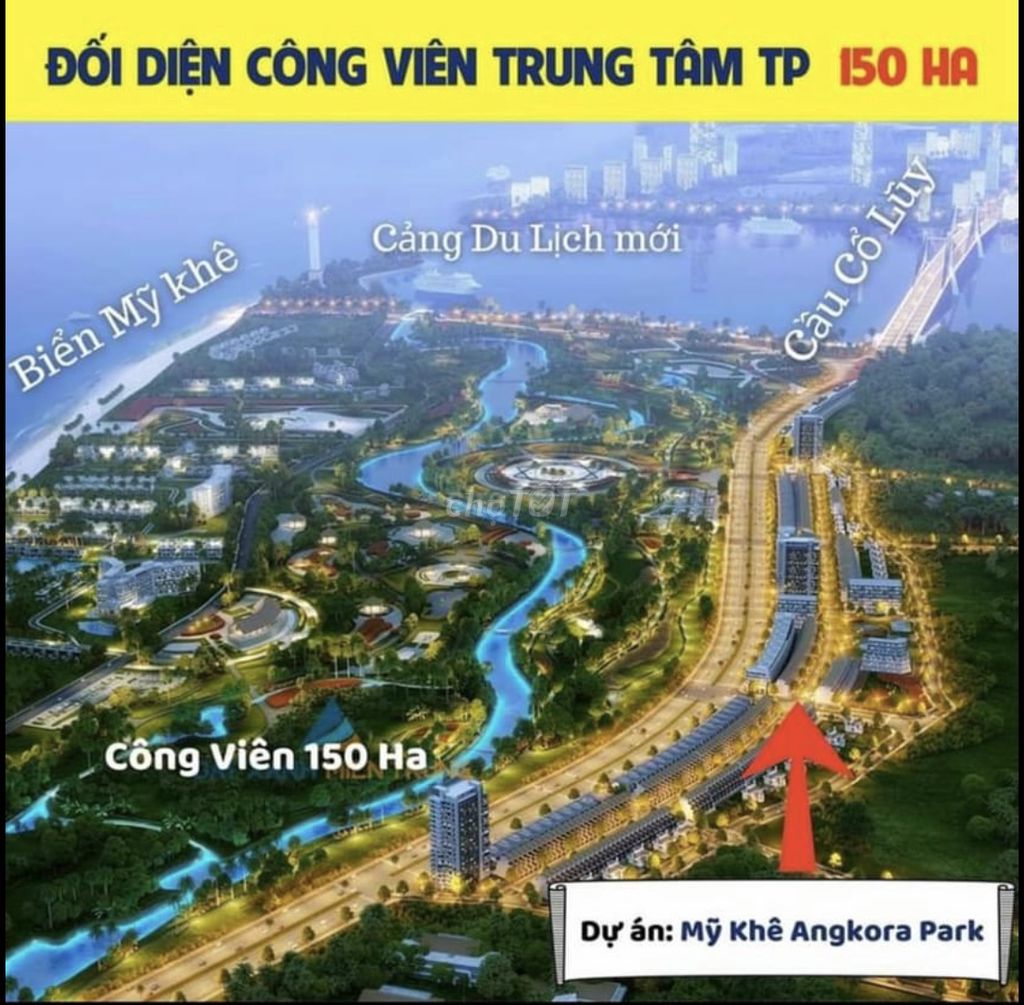 ĐỐI DIỆN CÔNG VIÊN TRUNG TÂM TP 150 HA
Cảng Du Lịch mới
Biển Mỹ khê
Cầu Cổ Lũy
chợTỐT
Công Viên 150 Ha
Dự án: Mỹ Khê Angkora Park